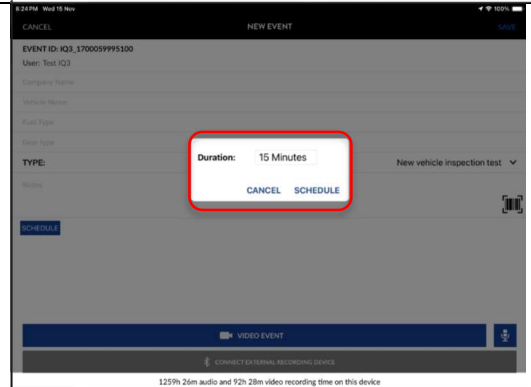 8:24 PM Wed 15 Nov 100%
CANCEL NEW EVENT SAVE
EVENT ID: IQ3_1700059995100
User: Test IQ3
Company Name
Vehicle Name
Fuel Type
Gear type
Duration: 15 Minutes
TYPE: New vehicle inspection test
CANCEL SCHEDULE
Notes
SCHEDULE
VIDEO EVENT
CONNECT EXTERNAL RECORDING DEVICE
1259h 26m audio and 92h 28m video recording time on this device